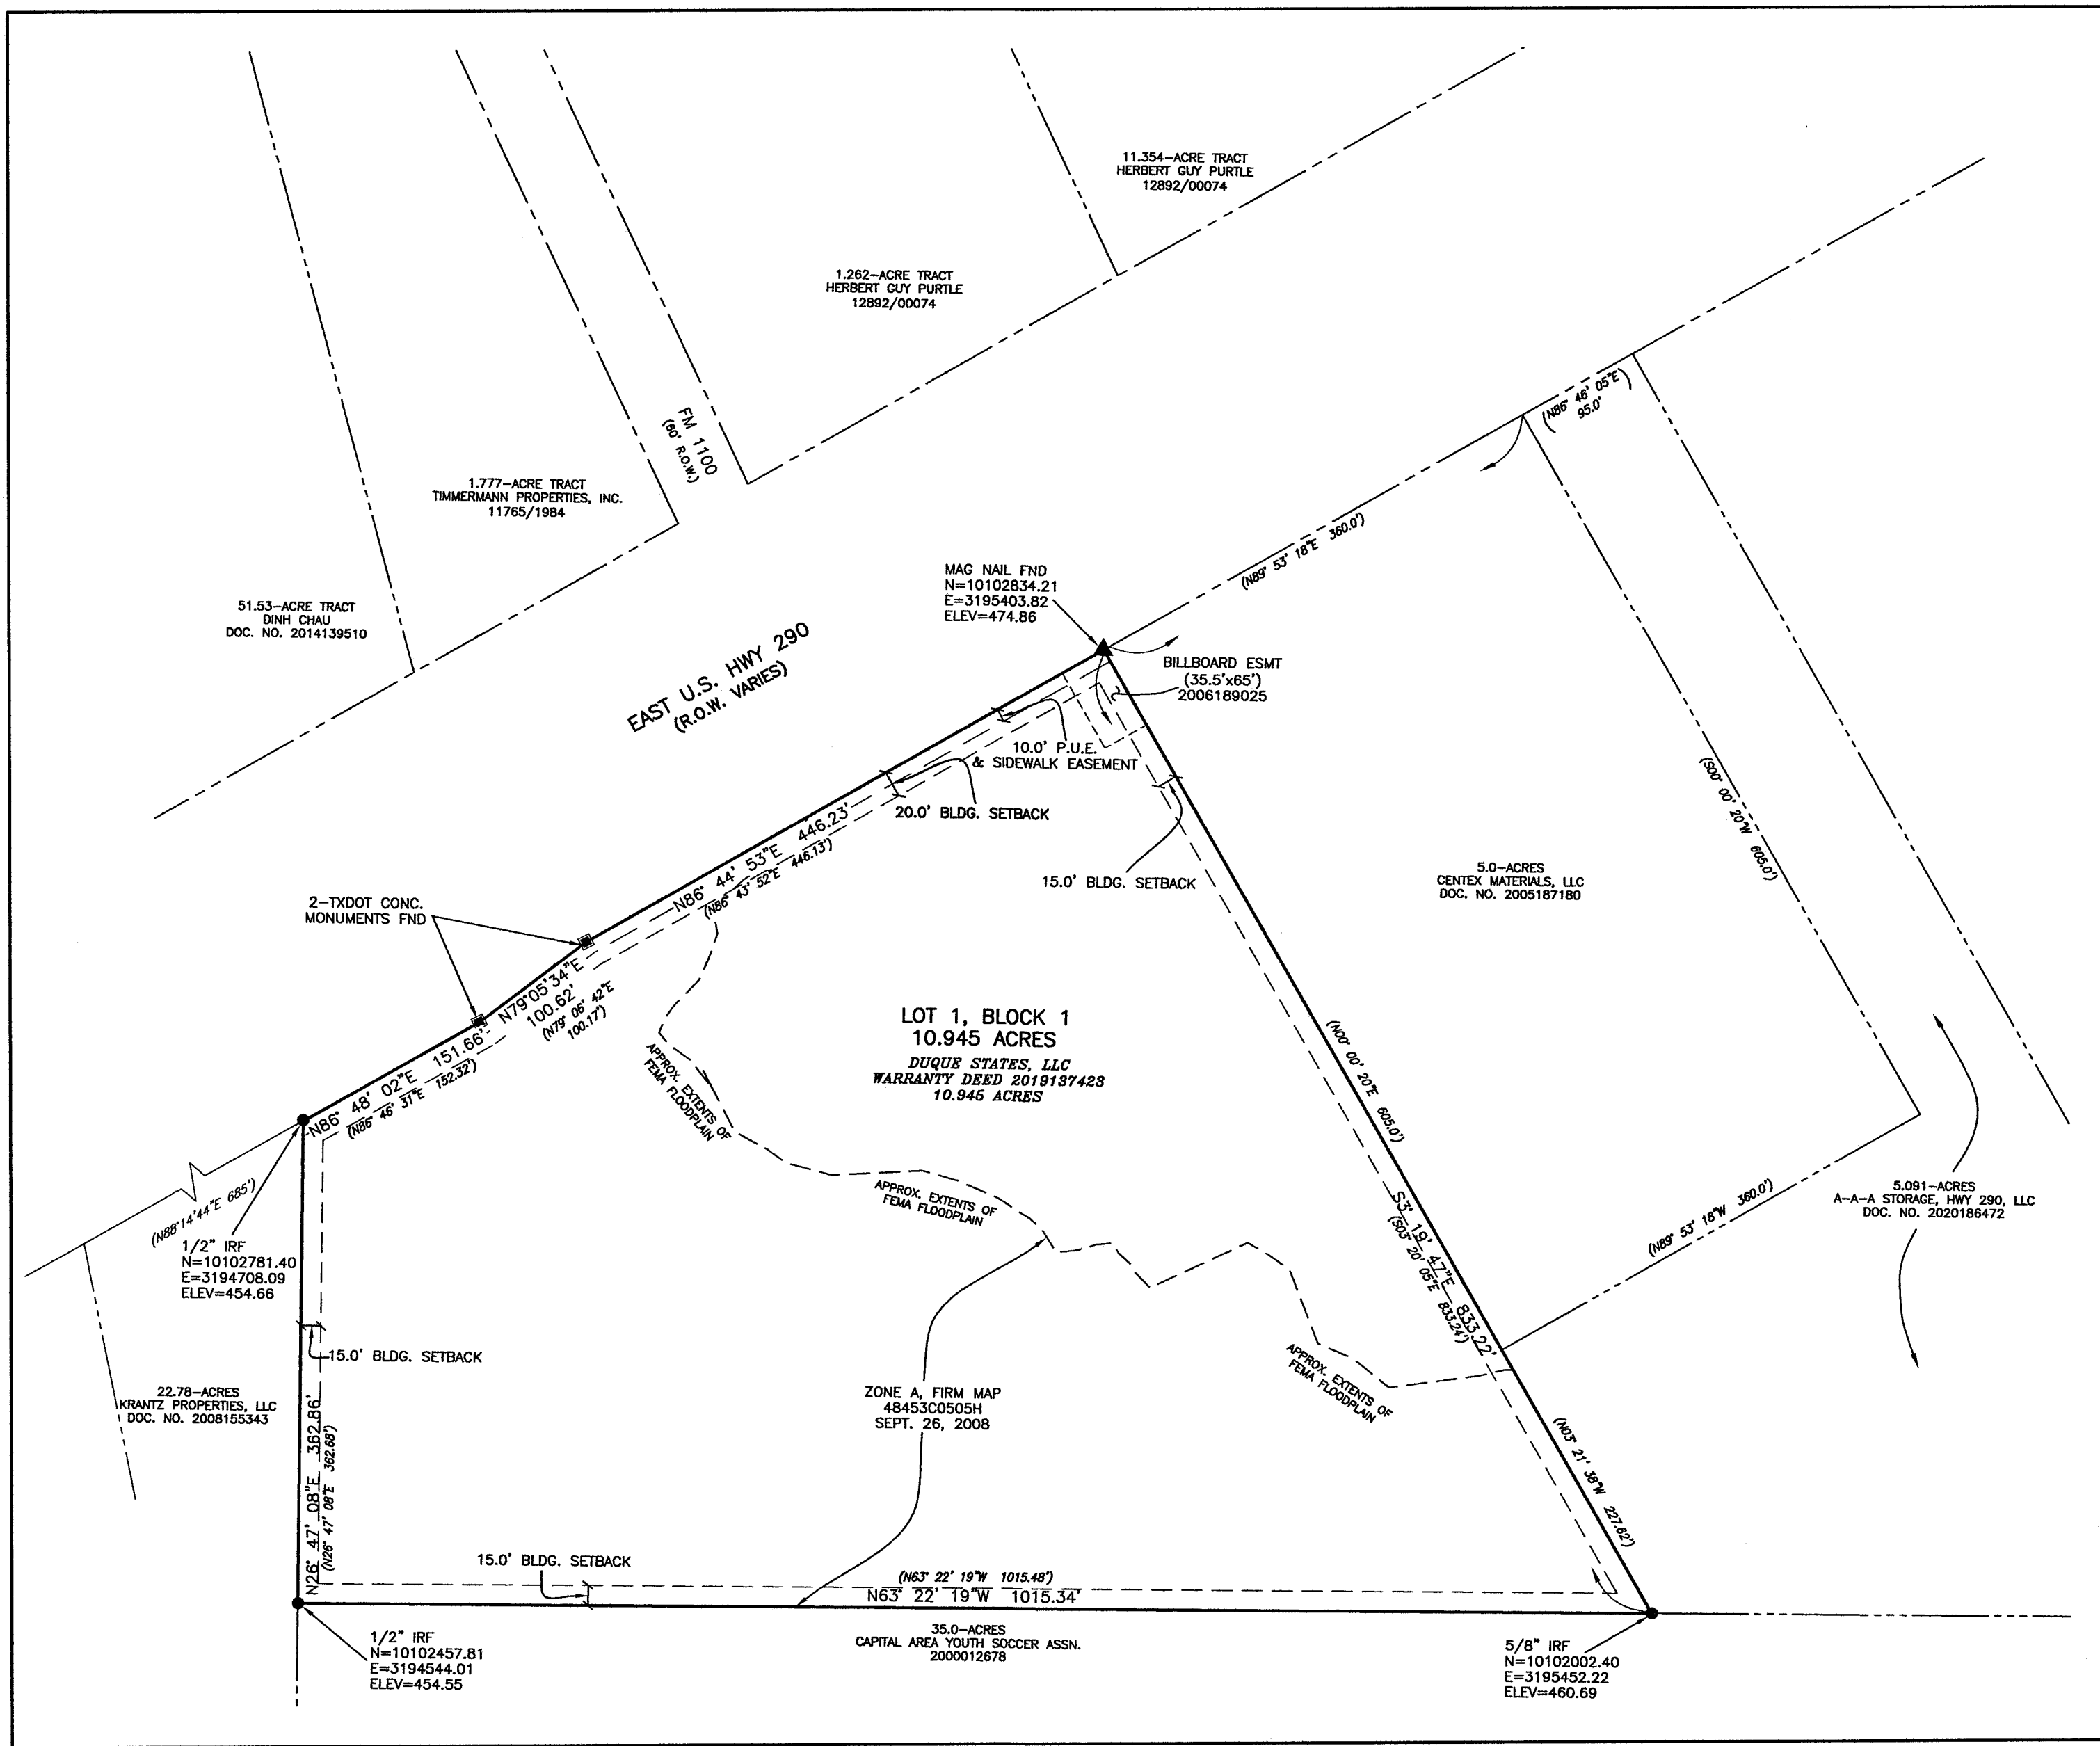 11.354-ACRE TRACT
HERBERT GUY PURTLE
12892/00074
1.262-ACRE TRACT
HERBERT GUY PURTLE
12892/00074
FM 1100
(60' R.O.W.)
(N86° 46' 05"E)
95.0'
1.777-ACRE TRACT
TIMMERMANN PROPERTIES, INC.
11765/1984
(N89° 53' 18"E 360.0')
51.53-ACRE TRACT
DINH CHAU
DOC. NO. 2014139510
MAG NAIL FND
N=10102834.21
E=3195403.82
ELEV=474.86
EAST U.S. HWY 290
(R.O.W. VARIES)
BILLBOARD ESMT
(35.5'x65')
2006189025
10.0' P.U.E.
& SIDEWALK EASEMENT
20.0' BLDG. SETBACK
15.0' BLDG. SETBACK
(S00° 00' 20"W 605.0')
5.0-ACRES
CENTEX MATERIALS, LLC
DOC. NO. 2005187180
N86° 44' 53"E 446.23'
(N86° 43' 52"E 446.13')
2-TXDOT CONC.
MONUMENTS FND
N79°05'34"E
100.62'
(N79° 06' 42"E
100.17')
N86° 48' 02"E 151.66'
(N86° 46' 31"E 152.32')
LOT 1, BLOCK 1
10.945 ACRES
DUQUE STATES, LLC
WARRANTY DEED 2019137423
10.945 ACRES
APPROX. EXTENTS OF
FEMA FLOODPLAIN
(N00° 00' 20"E 605.0')
APPROX. EXTENTS OF
FEMA FLOODPLAIN
(N88°14'44"E 685')
1/2" IRF
N=10102781.40
E=3194708.09
ELEV=454.66
5.091-ACRES
A-A-A STORAGE, HWY 290, LLC
DOC. NO. 2020186472
(N89° 53' 18"W 360.0')
S3° 19' 47"E 833.22'
(S03° 20' 05"E 833.24')
15.0' BLDG. SETBACK
22.78-ACRES
KRANTZ PROPERTIES, LLC
DOC. NO. 2008155343
APPROX. EXTENTS OF
FEMA FLOODPLAIN
ZONE A, FIRM MAP
48453C0505H
SEPT. 26, 2008
N26° 47' 08"E 362.86'
(N26° 47' 08"E 362.68')
(N03° 21' 38"W 227.62')
15.0' BLDG. SETBACK
(N63° 22' 19"W 1015.48')
N63° 22' 19"W 1015.34'
35.0-ACRES
CAPITAL AREA YOUTH SOCCER ASSN.
2000012678
1/2" IRF
N=10102457.81
E=3194544.01
ELEV=454.55
5/8" IRF
N=10102002.40
E=3195452.22
ELEV=460.69